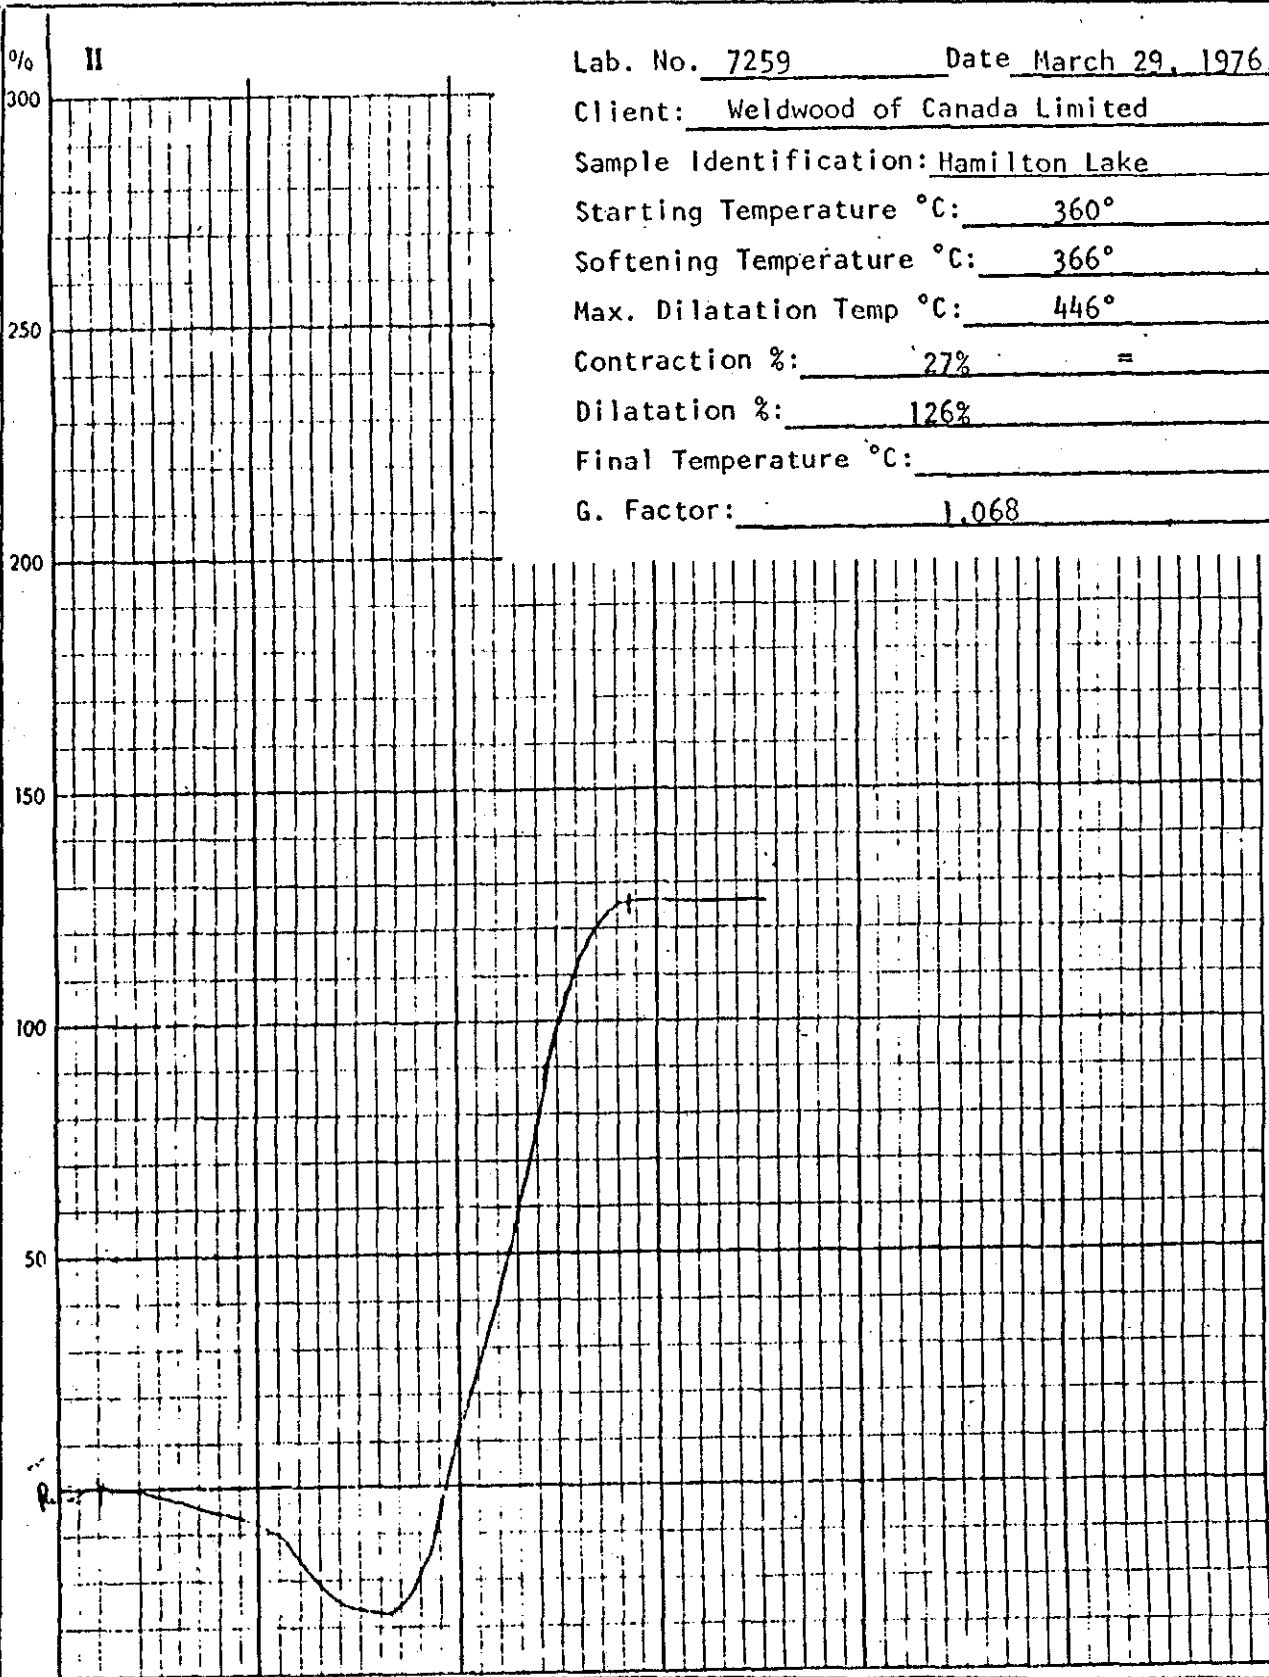 % II
Lab. No. 7259 Date March 29, 1976
Client: Weldwood of Canada Limited
Sample Identification: Hamilton Lake
Starting Temperature °C: 360°
Softening Temperature °C: 366°
Max. Dilatation Temp °C: 446°
Contraction %: 27% =
Dilatation %: 126%
Final Temperature °C:
G. Factor: 1.068
300
250
200
150
100
50
0